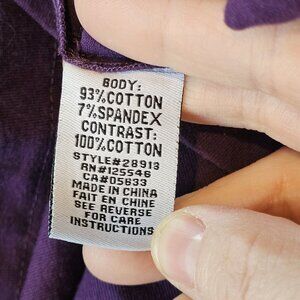 BODY:
93%COTTON
7%SPANDEX
CONTRAST:
100%COTTON
STYLE#28913
RN#125546
CA#05633
MADE IN CHINA
FAIT EN CHINE
SEE REVERSE
FOR CARE
INSTRUCTIONS